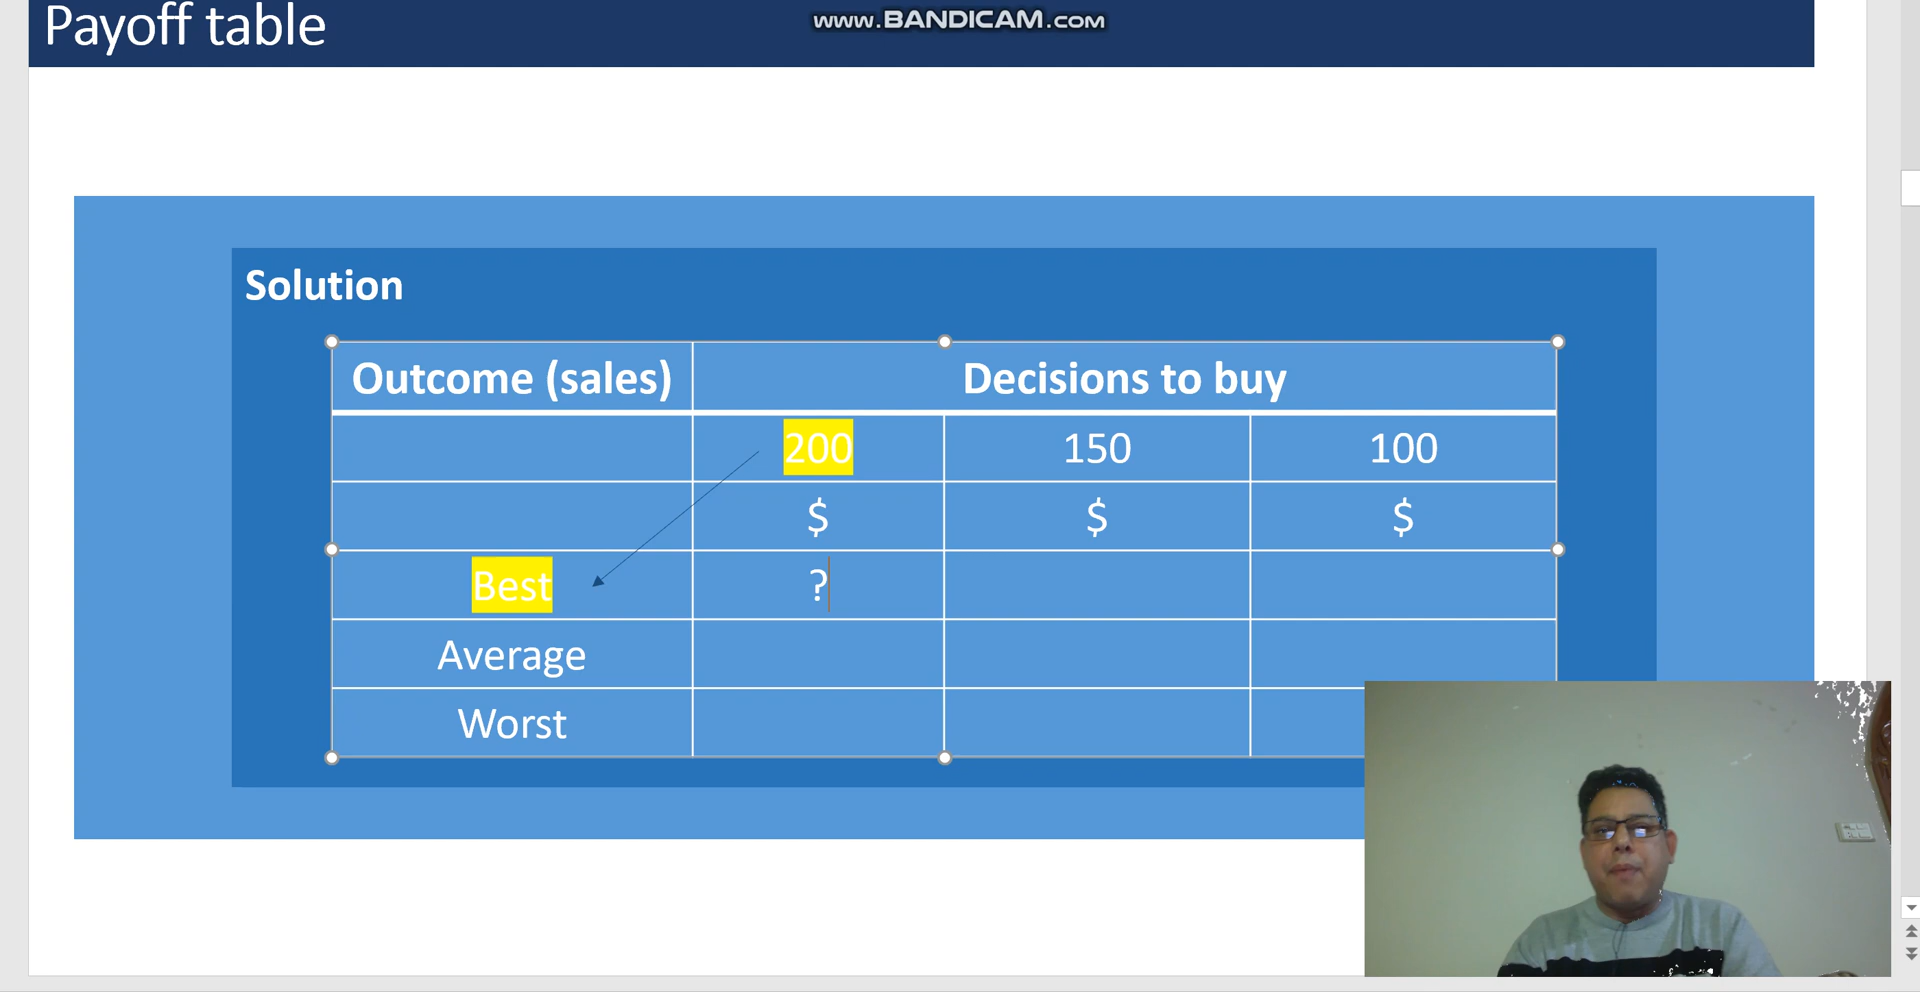 Payoff table
www.BANDICAM.COM
Solution
Outcome (sales) Decisions to buy
200 150 100
$ $ $
Best ?
Average
Worst